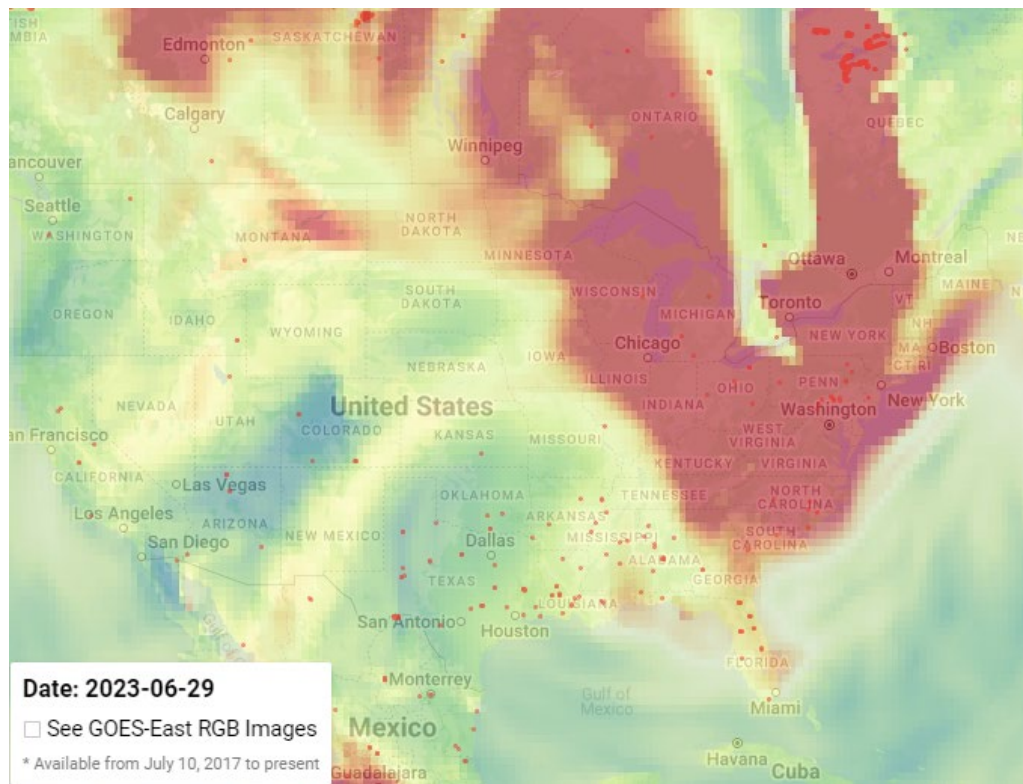 TISH
MBIA
Edmonton
SASKATCHEWAN
Calgary
ONTARIO
QUEBEC
Winnipeg
ancouver
Seattle
WASHINGTON
MONTANA
NORTH
DAKOTA
MINNESOTA
Ottawa
Montreal
MAINE
NE
OREGON
IDAHO
SOUTH
DAKOTA
WISCONSIN
MICHIGAN
Toronto
VT
NH
NEW YORK
WYOMING
Chicago
MA
Boston
IOWA
CT RI
NEBRASKA
ILLINOIS
OHIO
PENN
New York
NEVADA
UTAH
United States
INDIANA
Washington
COLORADO
KANSAS
MISSOURI
WEST
VIRGINIA
an Francisco
CALIFORNIA
KENTUCKY
VIRGINIA
Las Vegas
OKLAHOMA
TENNESSEE
NORTH
CAROLINA
Los Angeles
ARIZONA
NEW MEXICO
ARKANSAS
MISSISSIPPI
SOUTH
CAROLINA
San Diego
Dallas
ALABAMA
TEXAS
GEORGIA
LOUISIANA
San Antonio
Houston
Gulf of
FLORIDA
Monterrey
Gulf of
Mexico
Miami
Mexico
Havana
Cuba
Guadalajara
Date: 2023-06-29
See GOES-East RGB Images
* Available from July 10, 2017 to present